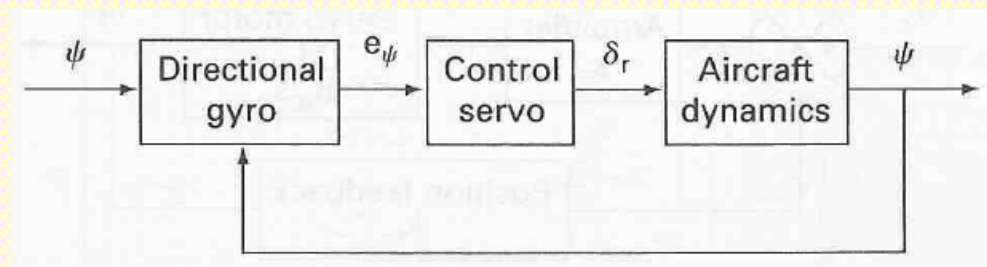 ψ
Directional
gyro
e_ψ
Control
servo
δ_r
Aircraft
dynamics
ψ